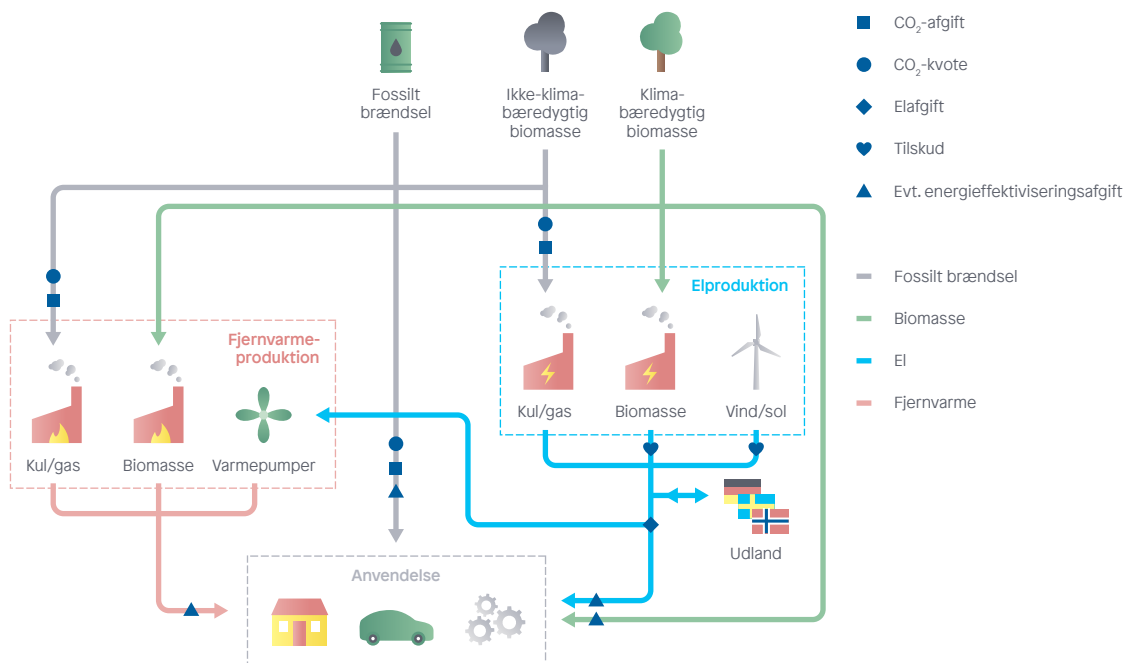 Fossilt
brændsel
Ikke-klima-
bæredygtig
biomasse
Klima-
bæredygtig
biomasse
CO₂-afgift
CO₂-kvote
Elafgift
Tilskud
Evt. energieffektiviseringsafgift
Fossilt brændsel
Biomasse
El
Fjernvarme
Elproduktion
Kul/gas
Biomasse
Vind/sol
Fjernvarme-
produktion
Kul/gas
Biomasse
Varmepumper
Udland
Anvendelse